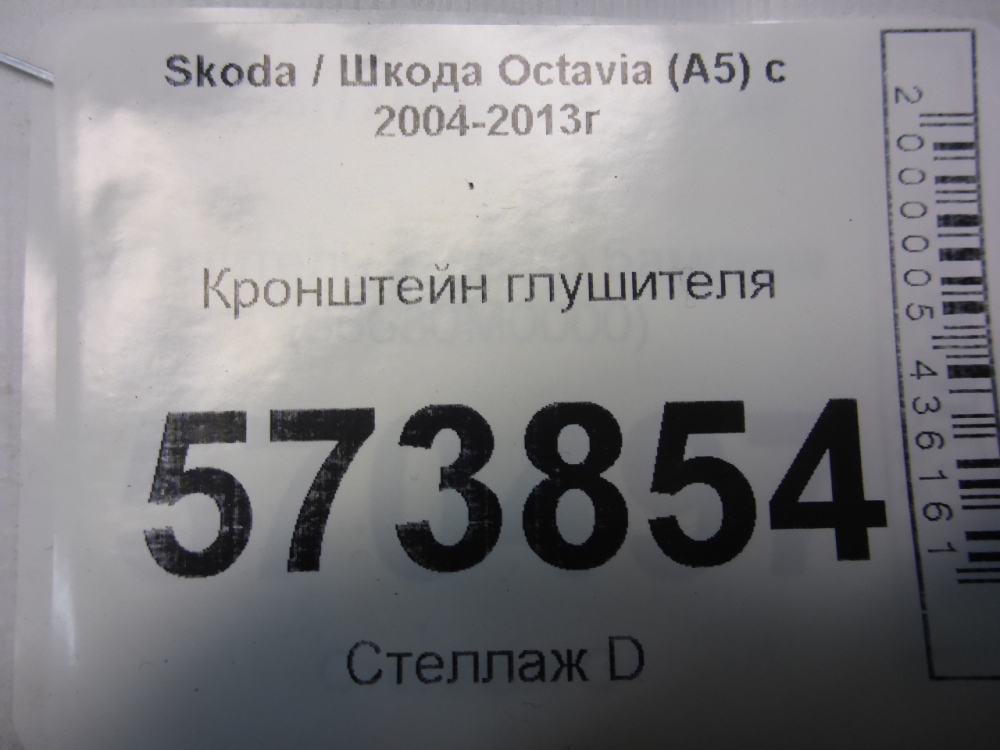 Skoda / Шкода Octavia (A5) с
2004-2013г
Кронштейн глушителя
573854
Стеллаж D
2000005436161